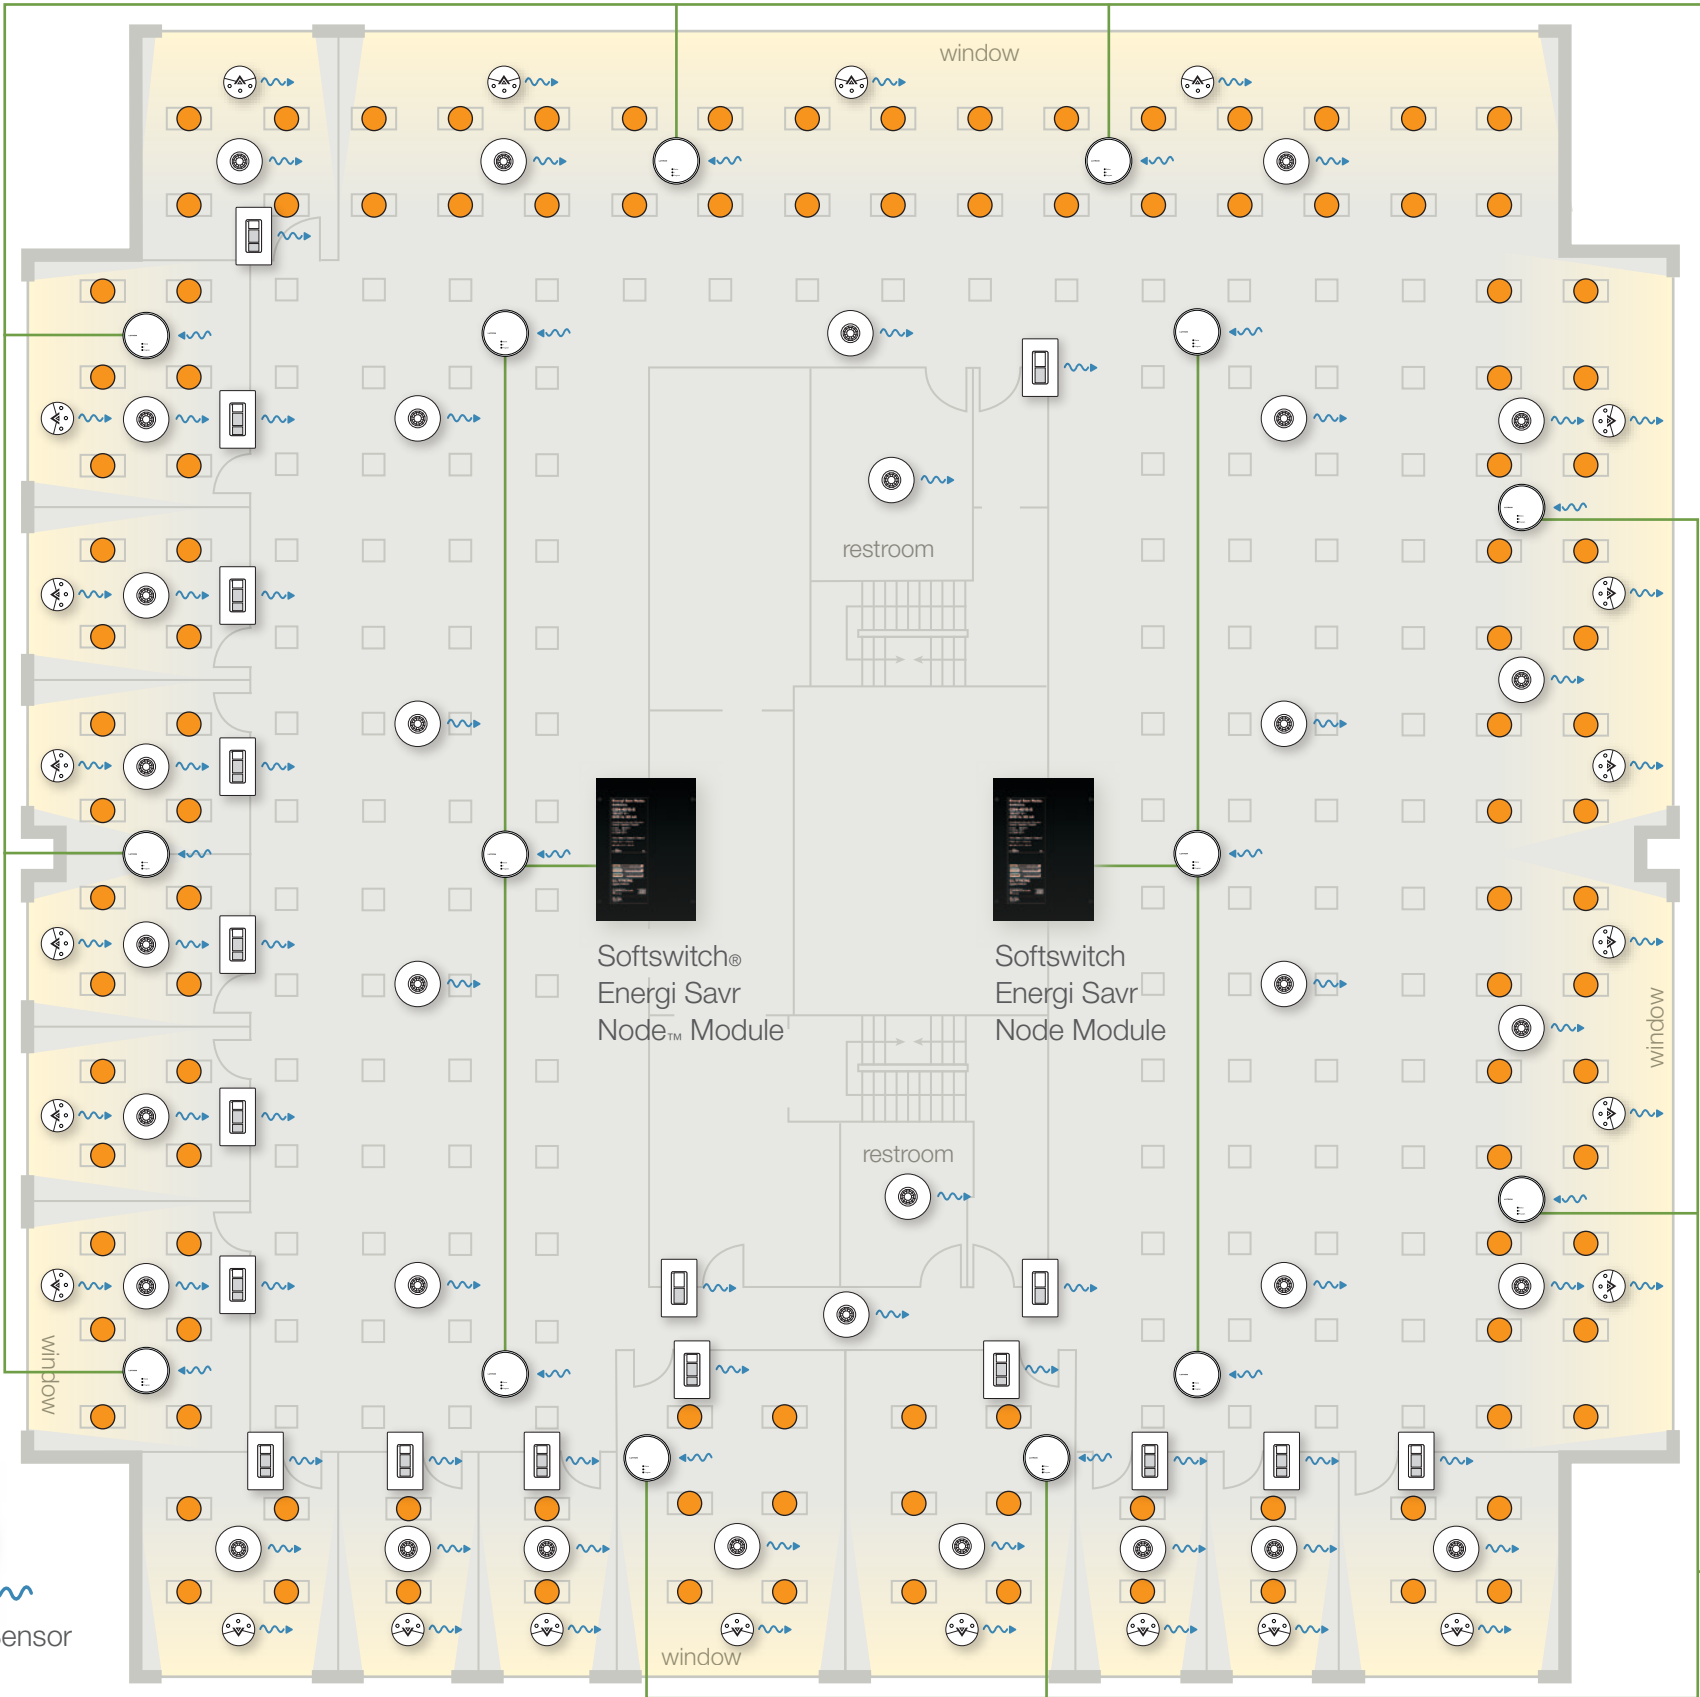 window
restroom
Softswitch®
Energi Savr
Node™ Module
Softswitch
Energi Savr
Node Module
window
restroom
window
ensor
window